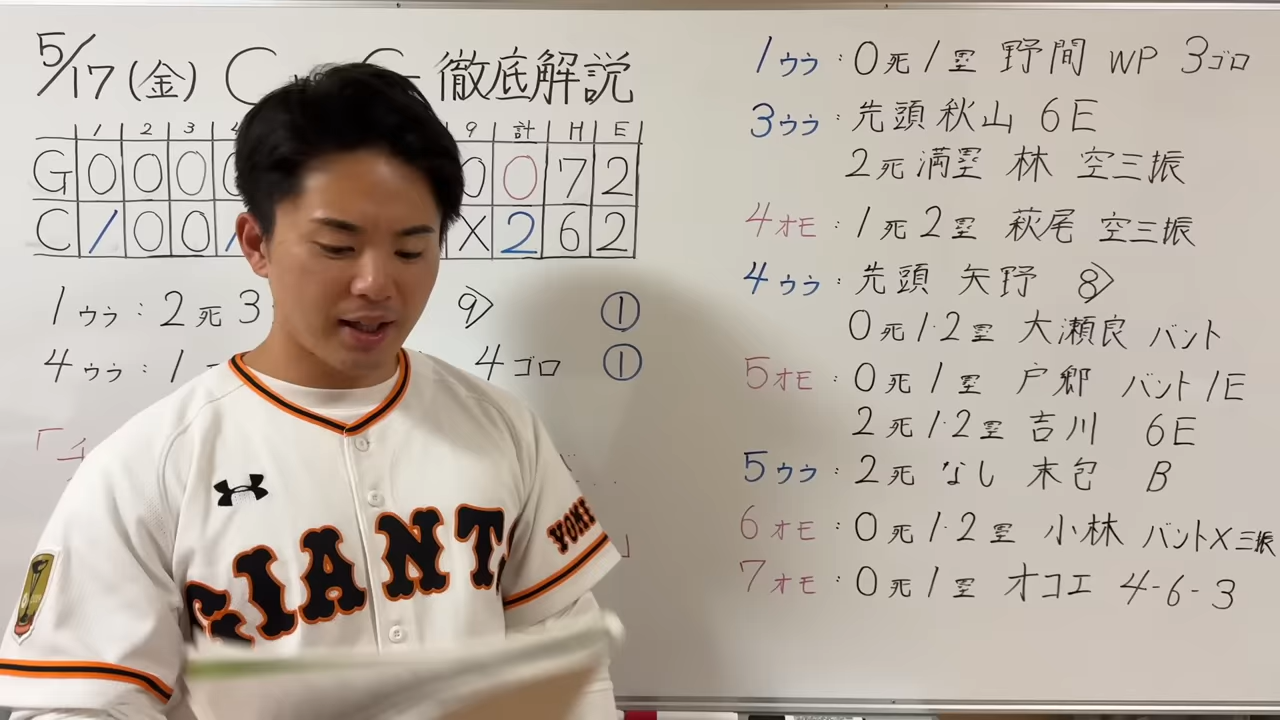 5/17(金) C G 徹底解説
1 2 3 4 9 計 H E
G 0 0 0 0 0 0 7 2
C 1 0 0 X 2 6 2
1ウラ:2死3 9> ①
4ウラ:1 4ゴロ ①
「チ
」
1ウラ:0死1塁 野間 WP 3ゴロ
3ウラ:先頭 秋山 6E
2死満塁 林 空三振
4オモ:1死2塁 萩尾 空三振
4ウラ:先頭 矢野 8>
0死1・2塁 大瀬良 バント
5オモ:0死1塁 戸郷 バント1E
2死1・2塁 吉川 6E
5ウラ:2死なし 末包 B
6オモ:0死1・2塁 小林 バント×三振
7オモ:0死1塁 オコエ 4-6-3
GIANTS
YOMI